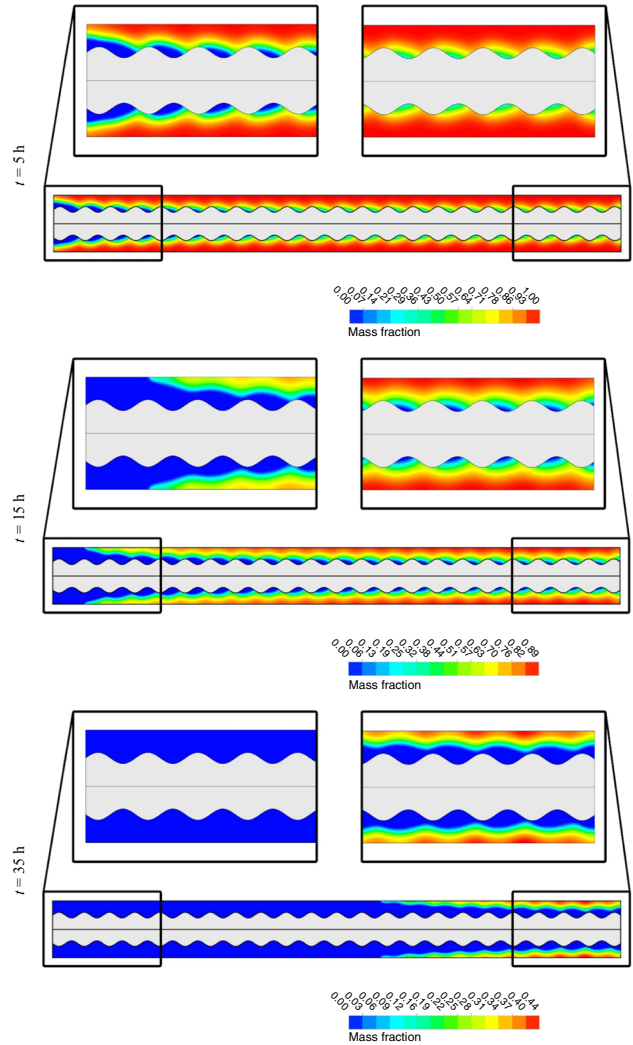 t = 5 h
0.00 0.07 0.14 0.21 0.29 0.36 0.43 0.50 0.57 0.64 0.71 0.78 0.86 0.93 1.00
Mass fraction
t = 15 h
0.00 0.06 0.13 0.19 0.25 0.32 0.38 0.44 0.51 0.57 0.63 0.70 0.76 0.82 0.89
Mass fraction
t = 35 h
0.00 0.03 0.06 0.09 0.12 0.16 0.19 0.22 0.25 0.28 0.31 0.34 0.37 0.40 0.44
Mass fraction